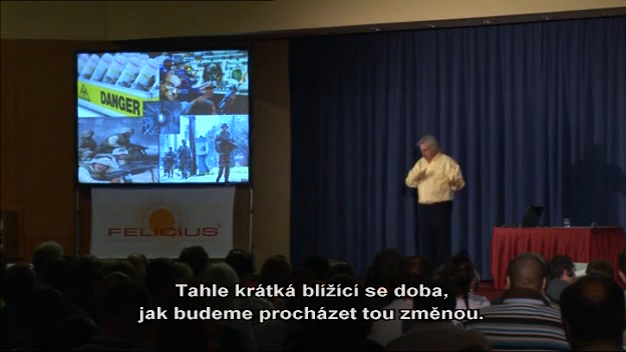 DANGER
FELICIUS
Tahle krátká blížící se doba,
jak budeme procházet tou změnou.